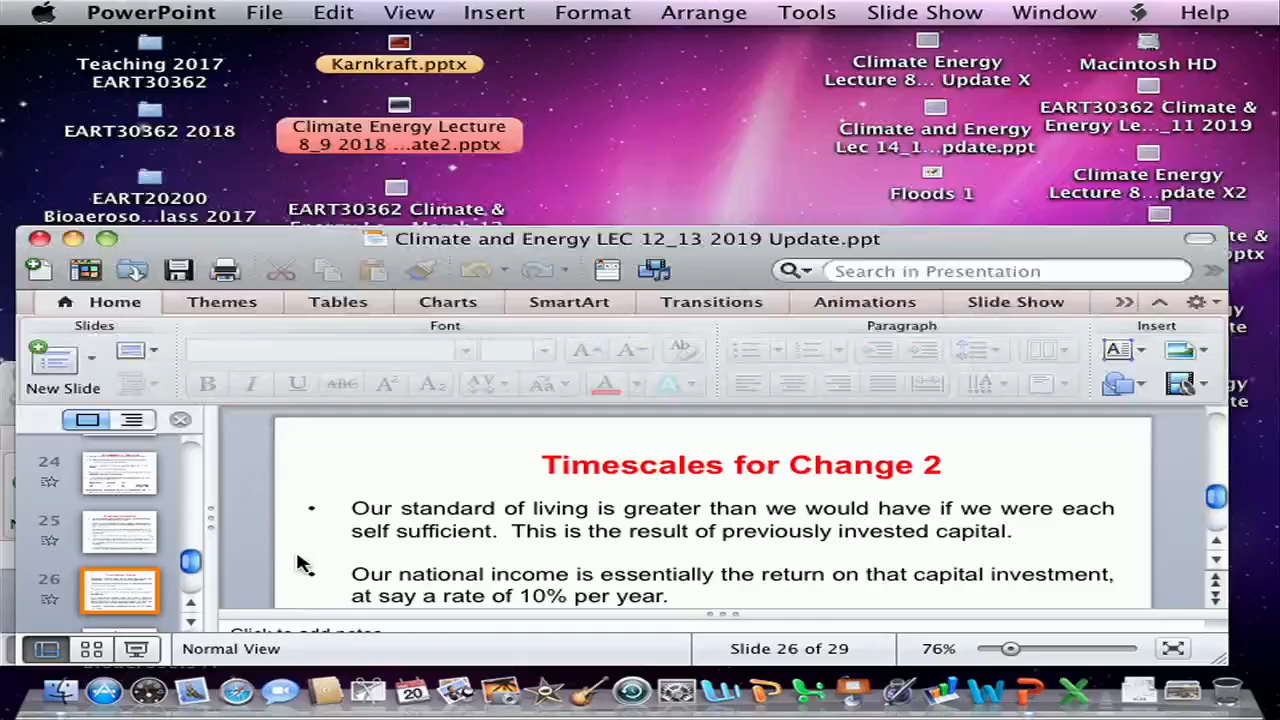 PowerPoint File Edit View Insert Format Arrange Tools Slide Show Window Help
Teaching 2017
EART30362
Karnkraft.pptx
Climate Energy
Lecture 8... Update X
Macintosh HD
EART30362 2018
Climate Energy Lecture
8_9 2018 ...ate2.pptx
Climate and Energy
Lec 14_1...pdate.ppt
EART30362 Climate &
Energy Le..._11 2019
EART20200
Bioaeroso...lass 2017
EART30362 Climate &
Floods 1
Climate Energy
Lecture 8...pdate X2
Climate and Energy LEC 12_13 2019 Update.ppt
Search in Presentation
Home Themes Tables Charts SmartArt Transitions Animations Slide Show
Slides Font Paragraph Insert
New Slide
24
25
26
Timescales for Change 2
• Our standard of living is greater than we would have if we were each
self sufficient. This is the result of previously invested capital.
• Our national income is essentially the return on that capital investment,
at say a rate of 10% per year.
Click to add notes
Normal View Slide 26 of 29 76%